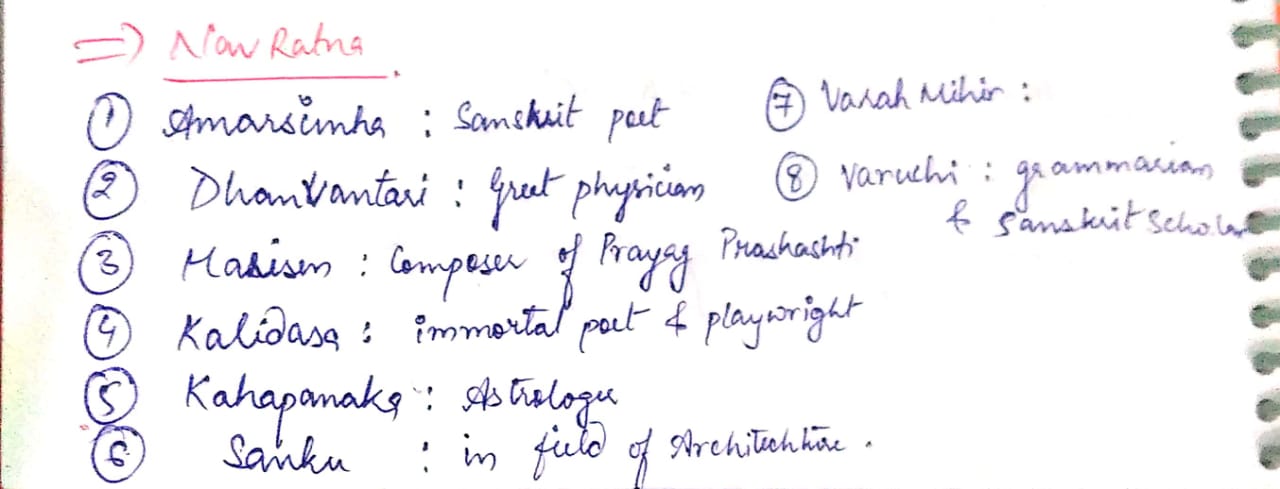 => Nav Ratna.
① Amarsimha : Sanskrit poet
② Dhanvantari : Great physician
③ Harisen : Composer of Prayag Prashashti
④ Kalidasa : immortal poet & playwright
⑤ Kahapanaka : Astrologer
⑥ Sanku : in field of Architechture.
⑦ Varah Mihir :
⑧ Varuchi : grammarian
& Sanskrit Scholar